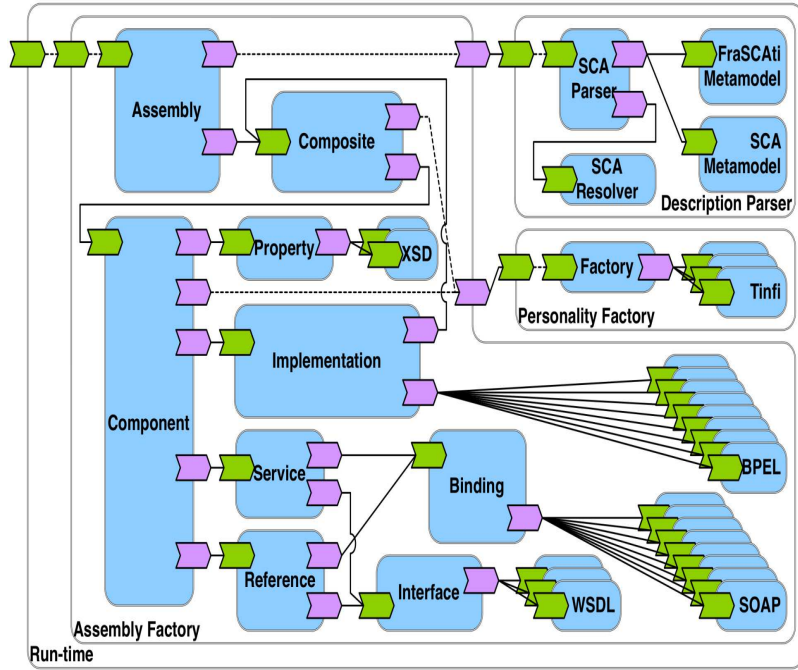 Assembly
SCA
Parser
FraSCAti
Metamodel
Composite
SCA
Metamodel
SCA
Resolver
Description Parser
Property
XSD
Factory
Tinfi
Personality Factory
Implementation
Component
BPEL
Service
Binding
Reference
Interface
WSDL
SOAP
Assembly Factory
Run-time